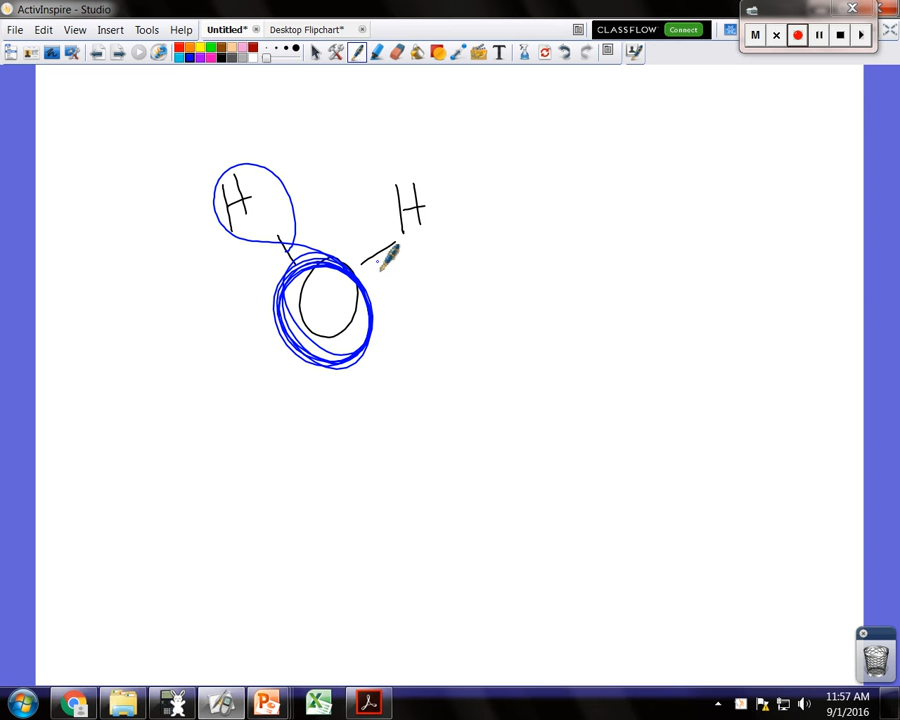 ActivInspire - Studio
File Edit View Insert Tools Help Untitled* Desktop Flipchart* CLASSFLOW Connect
M
H
H
O
11:57 AM
9/1/2016